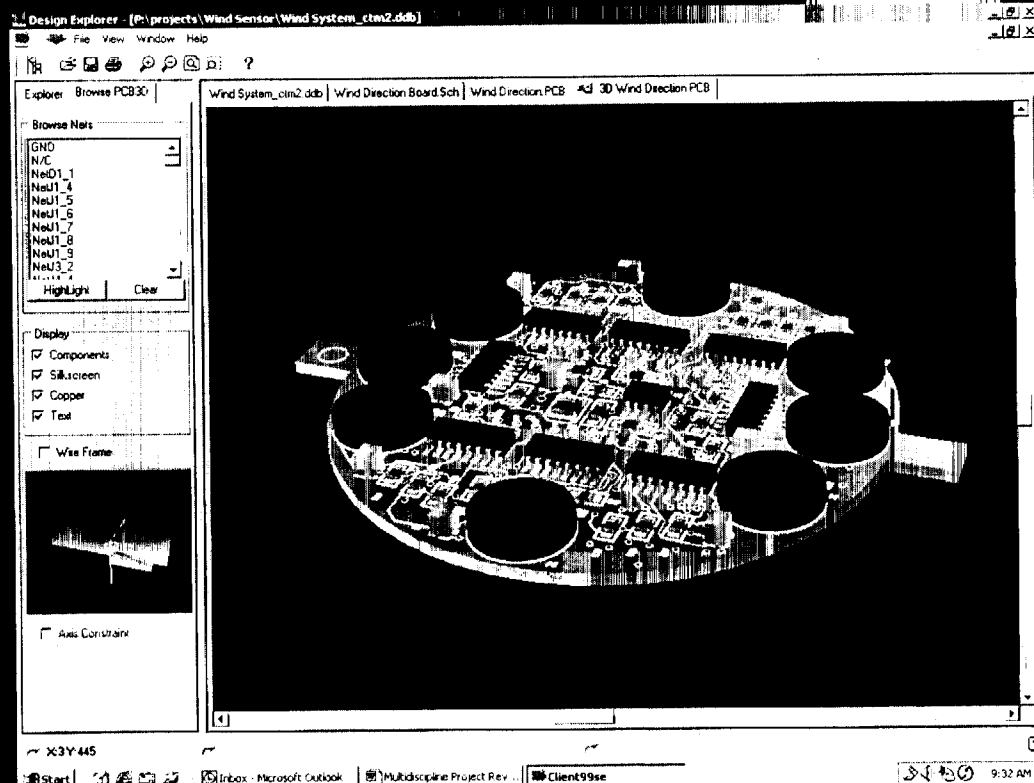 Design Explorer - [P:\projects\Wind Sensor\Wind System_ctm2.ddb]
File View Window Help
?
Explorer Browse PCB3D
Wind System_ctm2.ddb Wind Direction Board.Sch Wind Direction.PCB 3D Wind Direction PCB
Browse Nets
GND
N/C
NetD1_1
NetU1_4
NetU1_5
NetU1_6
NetU1_7
NetU1_8
NetU1_9
NetU3_2
HighLight Clear
Display
Components
Silkscreen
Copper
Text
Wire Frame
Axis Constraint
X:3 Y:445
Start Inbox - Microsoft Outlook Multidiscipline Project Rev ... Client99se 9:32 AM